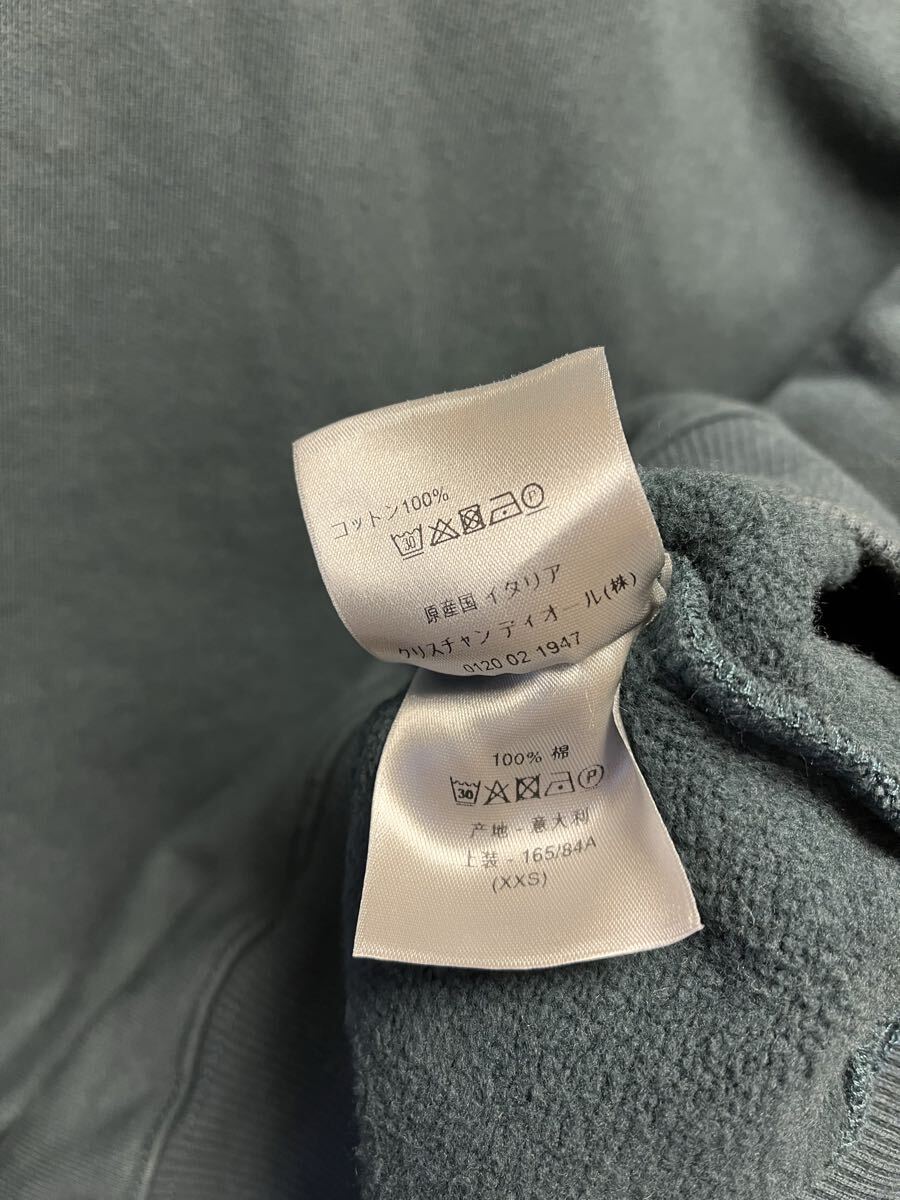 コットン100%
30 P
原産国 イタリア
クリスチャン ディオール(株)
0120 02 1947
100% 棉
30 P
产地 - 意大利
上装 - 165/84A
(XXS)